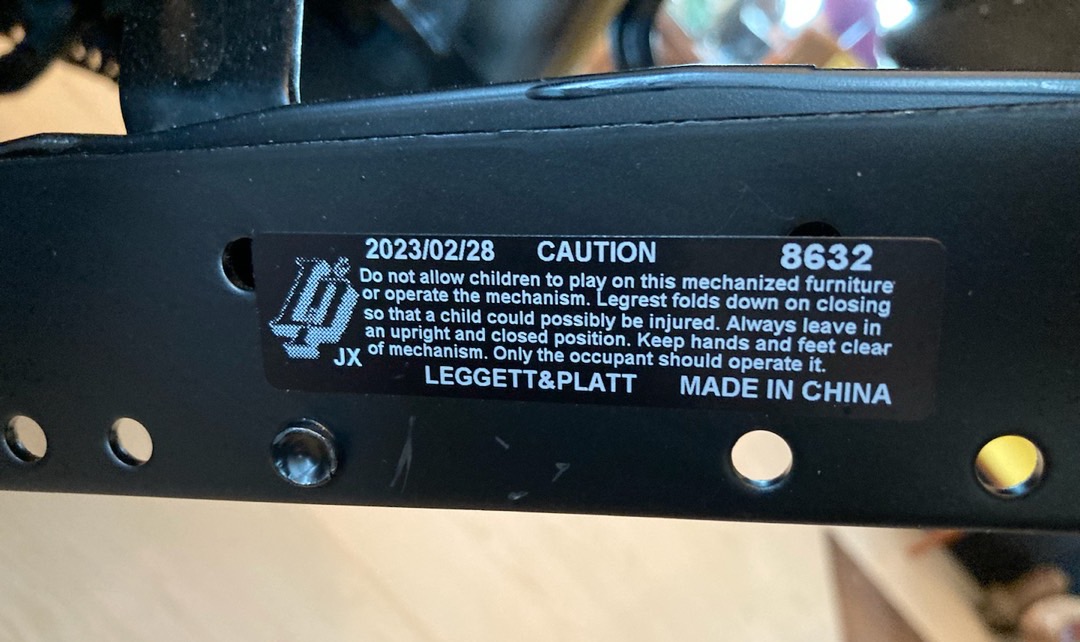 2023/02/28 CAUTION 8632
Do not allow children to play on this mechanized furniture
or operate the mechanism. Legrest folds down on closing
so that a child could possibly be injured. Always leave in
an upright and closed position. Keep hands and feet clear
of mechanism. Only the occupant should operate it.
JX
LEGGETT&PLATT MADE IN CHINA